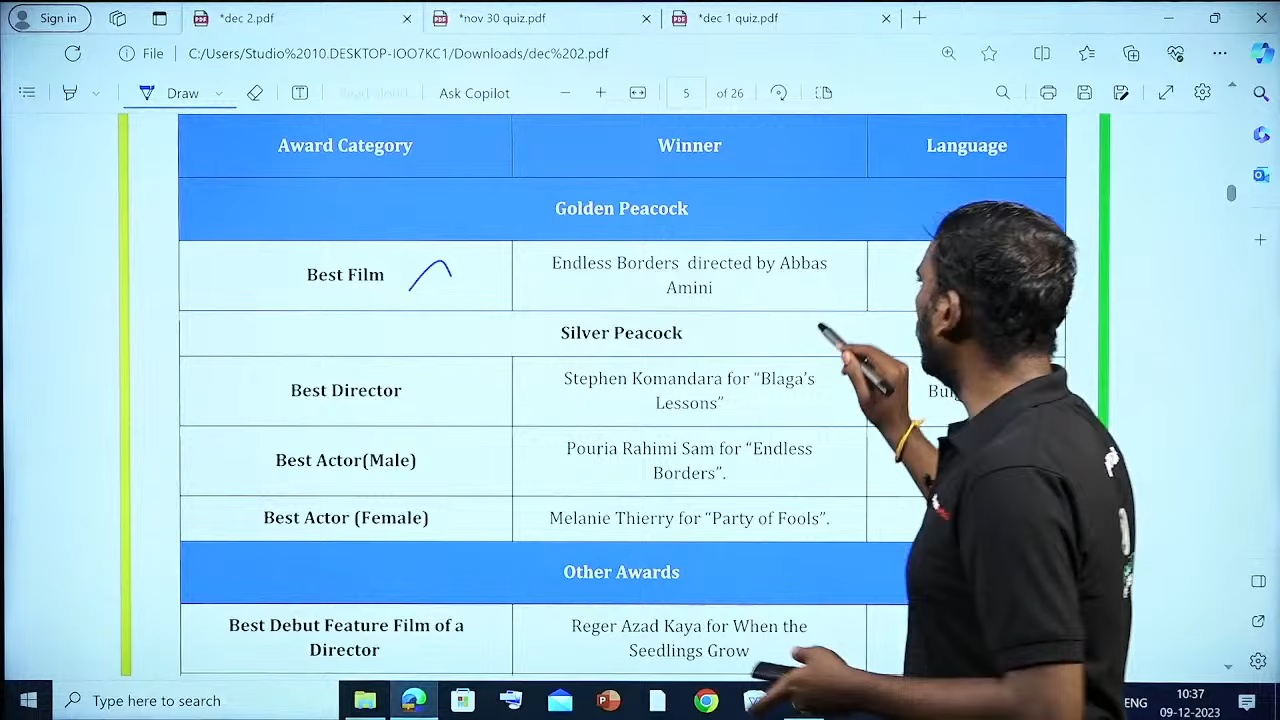 Sign in
*dec 2.pdf
*nov 30 quiz.pdf
*dec 1 quiz.pdf
File
C:/Users/Studio%2010.DESKTOP-IOO7KC1/Downloads/dec%202.pdf
Draw
Ask Copilot
5
of 26
Award Category
Winner
Language
Golden Peacock
Best Film
Endless Borders directed by Abbas
Amini
Silver Peacock
Best Director
Stephen Komandara for “Blaga’s
Lessons”
Best Actor(Male)
Pouria Rahimi Sam for “Endless
Borders”.
Best Actor (Female)
Melanie Thierry for “Party of Fools”.
Other Awards
Best Debut Feature Film of a
Director
Reger Azad Kaya for When the
Seedlings Grow
Type here to search
ENG
10:37
09-12-2023